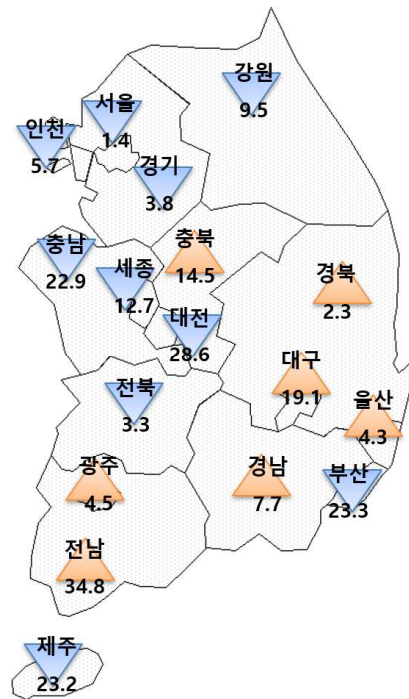 강원
9.5
서울
1.4
인천
5.7
경기
3.8
충북
14.5
충남
22.9
세종
12.7
경북
2.3
대전
28.6
대구
19.1
전북
3.3
울산
4.3
광주
4.5
경남
7.7
부산
23.3
전남
34.8
제주
23.2